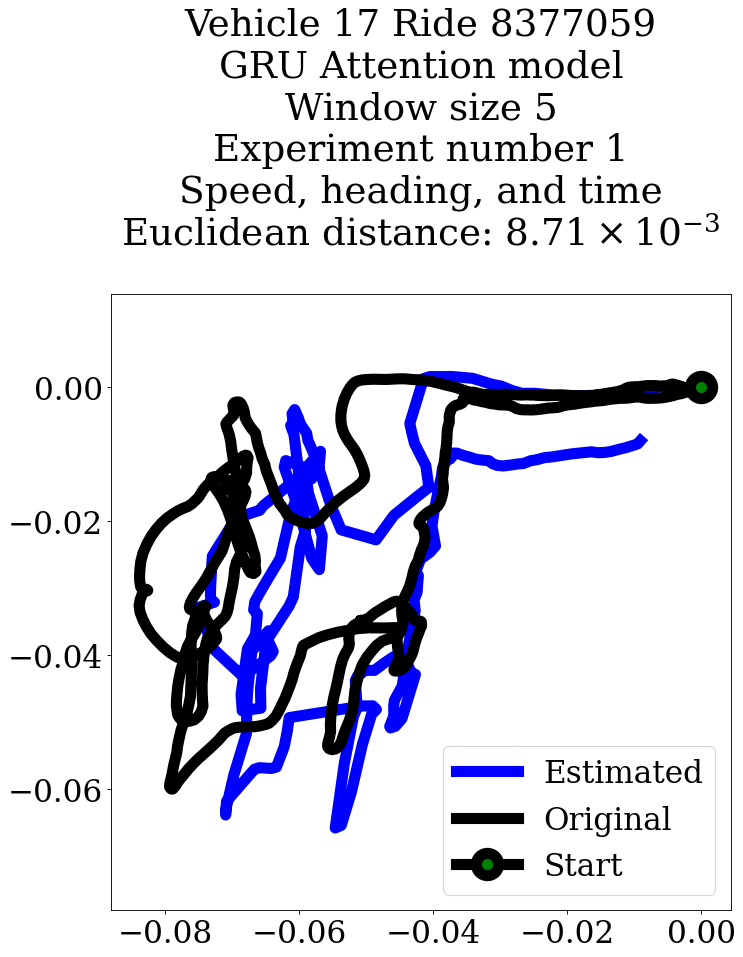 Vehicle 17 Ride 8377059
GRU Attention model
Window size 5
Experiment number 1
Speed, heading, and time
Euclidean distance: 8.71 × 10⁻³
0.00
−0.02
−0.04
−0.06
Estimated
Original
Start
−0.08 −0.06 −0.04 −0.02 0.00